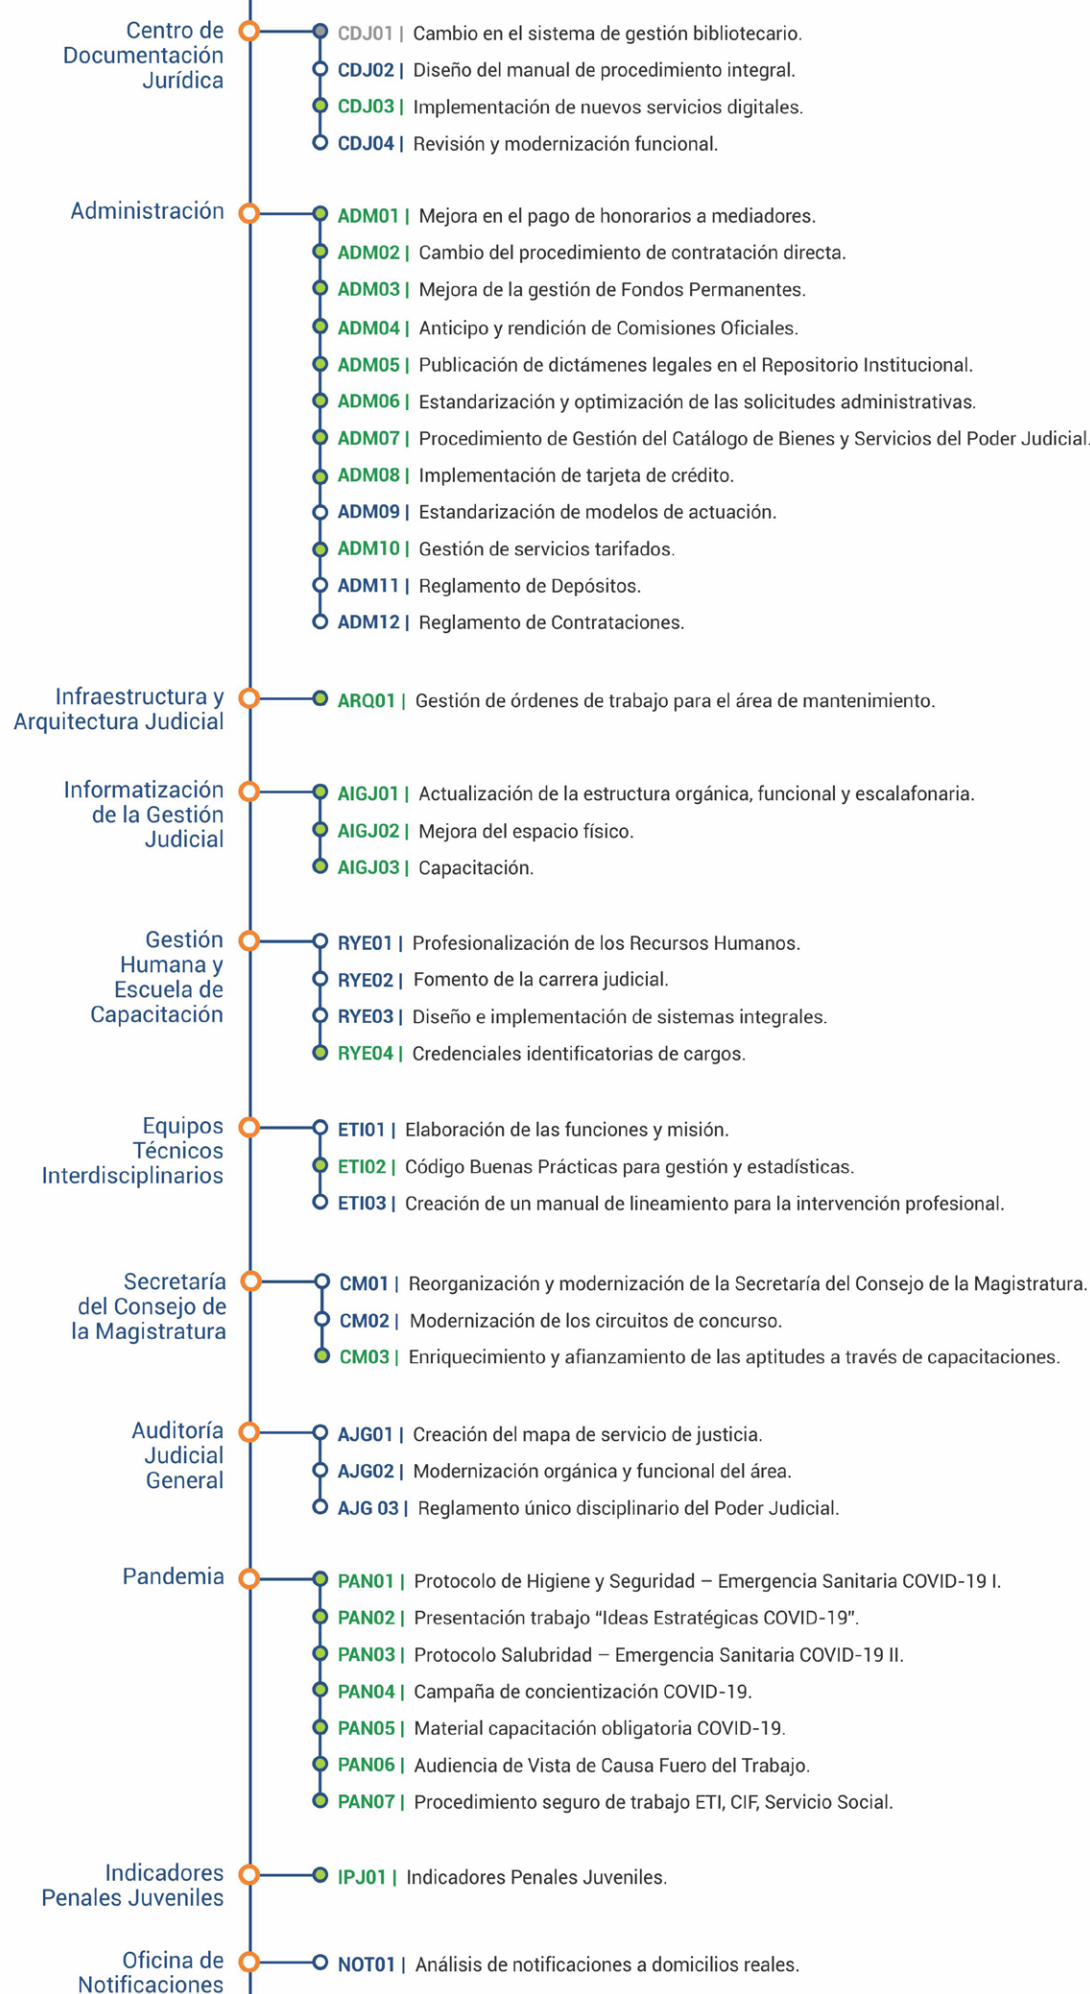 Centro de
Documentación
Jurídica
CDJ01 | Cambio en el sistema de gestión bibliotecario.
CDJ02 | Diseño del manual de procedimiento integral.
CDJ03 | Implementación de nuevos servicios digitales.
CDJ04 | Revisión y modernización funcional.
Administración
ADM01 | Mejora en el pago de honorarios a mediadores.
ADM02 | Cambio del procedimiento de contratación directa.
ADM03 | Mejora de la gestión de Fondos Permanentes.
ADM04 | Anticipo y rendición de Comisiones Oficiales.
ADM05 | Publicación de dictámenes legales en el Repositorio Institucional.
ADM06 | Estandarización y optimización de las solicitudes administrativas.
ADM07 | Procedimiento de Gestión del Catálogo de Bienes y Servicios del Poder Judicial.
ADM08 | Implementación de tarjeta de crédito.
ADM09 | Estandarización de modelos de actuación.
ADM10 | Gestión de servicios tarifados.
ADM11 | Reglamento de Depósitos.
ADM12 | Reglamento de Contrataciones.
Infraestructura y
Arquitectura Judicial
ARQ01 | Gestión de órdenes de trabajo para el área de mantenimiento.
Informatización
de la Gestión
Judicial
AIGJ01 | Actualización de la estructura orgánica, funcional y escalafonaria.
AIGJ02 | Mejora del espacio físico.
AIGJ03 | Capacitación.
Gestión
Humana y
Escuela de
Capacitación
RYE01 | Profesionalización de los Recursos Humanos.
RYE02 | Fomento de la carrera judicial.
RYE03 | Diseño e implementación de sistemas integrales.
RYE04 | Credenciales identificatorias de cargos.
Equipos
Técnicos
Interdisciplinarios
ETI01 | Elaboración de las funciones y misión.
ETI02 | Código Buenas Prácticas para gestión y estadísticas.
ETI03 | Creación de un manual de lineamiento para la intervención profesional.
Secretaría
del Consejo de
la Magistratura
CM01 | Reorganización y modernización de la Secretaría del Consejo de la Magistratura.
CM02 | Modernización de los circuitos de concurso.
CM03 | Enriquecimiento y afianzamiento de las aptitudes a través de capacitaciones.
Auditoría
Judicial
General
AJG01 | Creación del mapa de servicio de justicia.
AJG02 | Modernización orgánica y funcional del área.
AJG 03 | Reglamento único disciplinario del Poder Judicial.
Pandemia
PAN01 | Protocolo de Higiene y Seguridad – Emergencia Sanitaria COVID-19 I.
PAN02 | Presentación trabajo “Ideas Estratégicas COVID-19”.
PAN03 | Protocolo Salubridad – Emergencia Sanitaria COVID-19 II.
PAN04 | Campaña de concientización COVID-19.
PAN05 | Material capacitación obligatoria COVID-19.
PAN06 | Audiencia de Vista de Causa Fuero del Trabajo.
PAN07 | Procedimiento seguro de trabajo ETI, CIF, Servicio Social.
Indicadores
Penales Juveniles
IPJ01 | Indicadores Penales Juveniles.
Oficina de
Notificaciones
NOT01 | Análisis de notificaciones a domicilios reales.